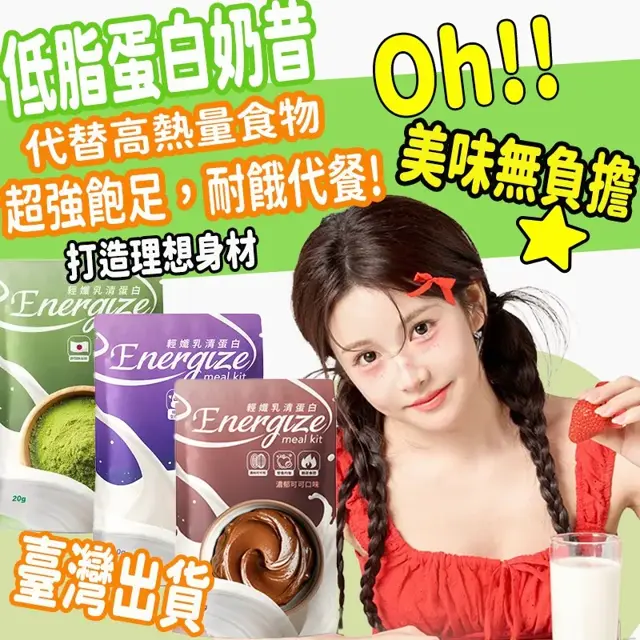 低脂蛋白奶昔
代替高熱量食物
超強飽足，耐餓代餐!
打造理想身材
Oh!!
美味無負擔
輕孅乳清蛋白
Energize
20g
輕孅乳清蛋白
Energize
meal kit
輕孅乳清蛋白
Energize
meal kit
濃郁可可口味
臺灣出貨